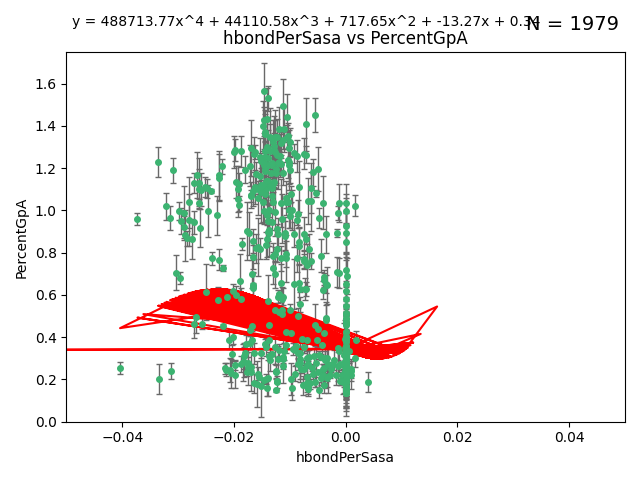 y = 488713.77x^4 + 44110.58x^3 + 717.65x^2 + -13.27x + 0.34
N = 1979
hbondPerSasa vs PercentGpA
PercentGpA
1.6
1.4
1.2
1.0
0.8
0.6
0.4
0.2
0.0
−0.04
−0.02
0.00
0.02
0.04
hbondPerSasa